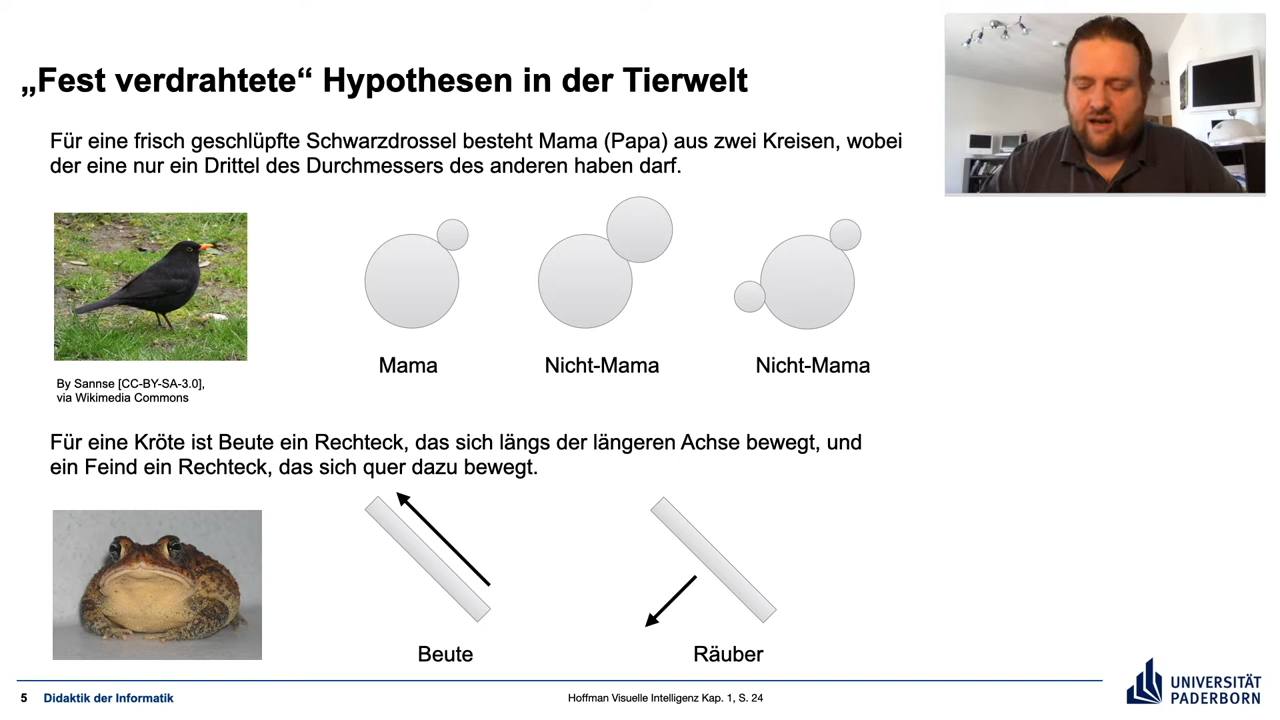 „Fest verdrahtete“ Hypothesen in der Tierwelt
Für eine frisch geschlüpfte Schwarzdrossel besteht Mama (Papa) aus zwei Kreisen, wobei
der eine nur ein Drittel des Durchmessers des anderen haben darf.
Mama
Nicht-Mama
Nicht-Mama
By Sannse [CC-BY-SA-3.0],
via Wikimedia Commons
Für eine Kröte ist Beute ein Rechteck, das sich längs der längeren Achse bewegt, und
ein Feind ein Rechteck, das sich quer dazu bewegt.
Beute
Räuber
5 Didaktik der Informatik
Hoffman Visuelle Intelligenz Kap. 1, S. 24
UNIVERSITÄT
PADERBORN